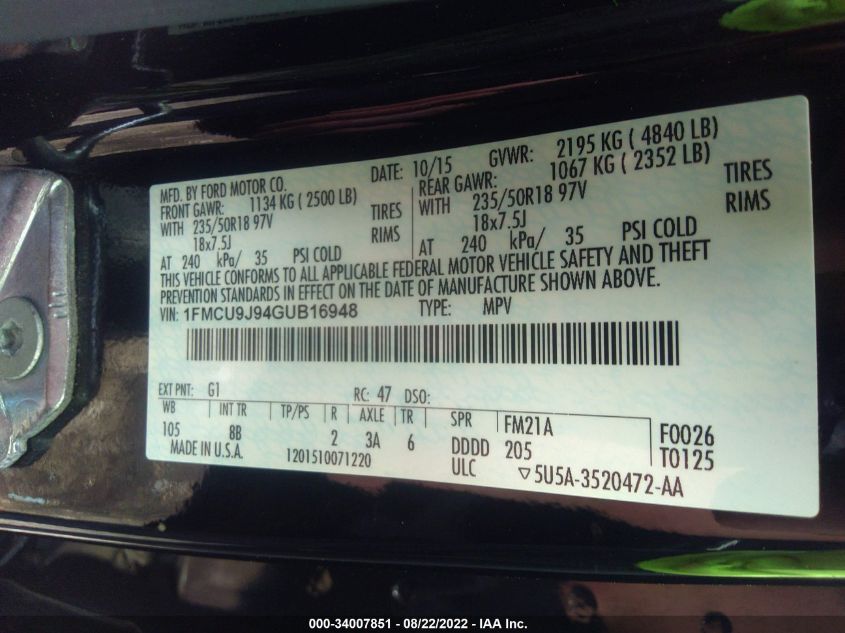 MFD. BY FORD MOTOR CO. DATE: 10/15 GVWR: 2195 KG ( 4840 LB)
FRONT GAWR: 1134 KG ( 2500 LB) REAR GAWR: 1067 KG ( 2352 LB)
WITH 235/50R18 97V TIRES WITH 235/50R18 97V TIRES
18x7.5J RIMS 18x7.5J RIMS
AT 240 kPa/ 35 PSI COLD AT 240 kPa/ 35 PSI COLD
THIS VEHICLE CONFORMS TO ALL APPLICABLE FEDERAL MOTOR VEHICLE SAFETY AND THEFT
PREVENTION STANDARDS IN EFFECT ON THE DATE OF MANUFACTURE SHOWN ABOVE.
VIN: 1FMCU9J94GUB16948 TYPE: MPV
EXT PNT: G1 RC: 47 DSO:
WB INT TR TP/PS R AXLE TR SPR FM21A F0026
105 8B 2 3A 6 DDDD 205 T0125
MADE IN U.S.A. 1201510071220 ULC ▽5U5A-3520472-AA
000-34007851 - 08/22/2022 - IAA Inc.